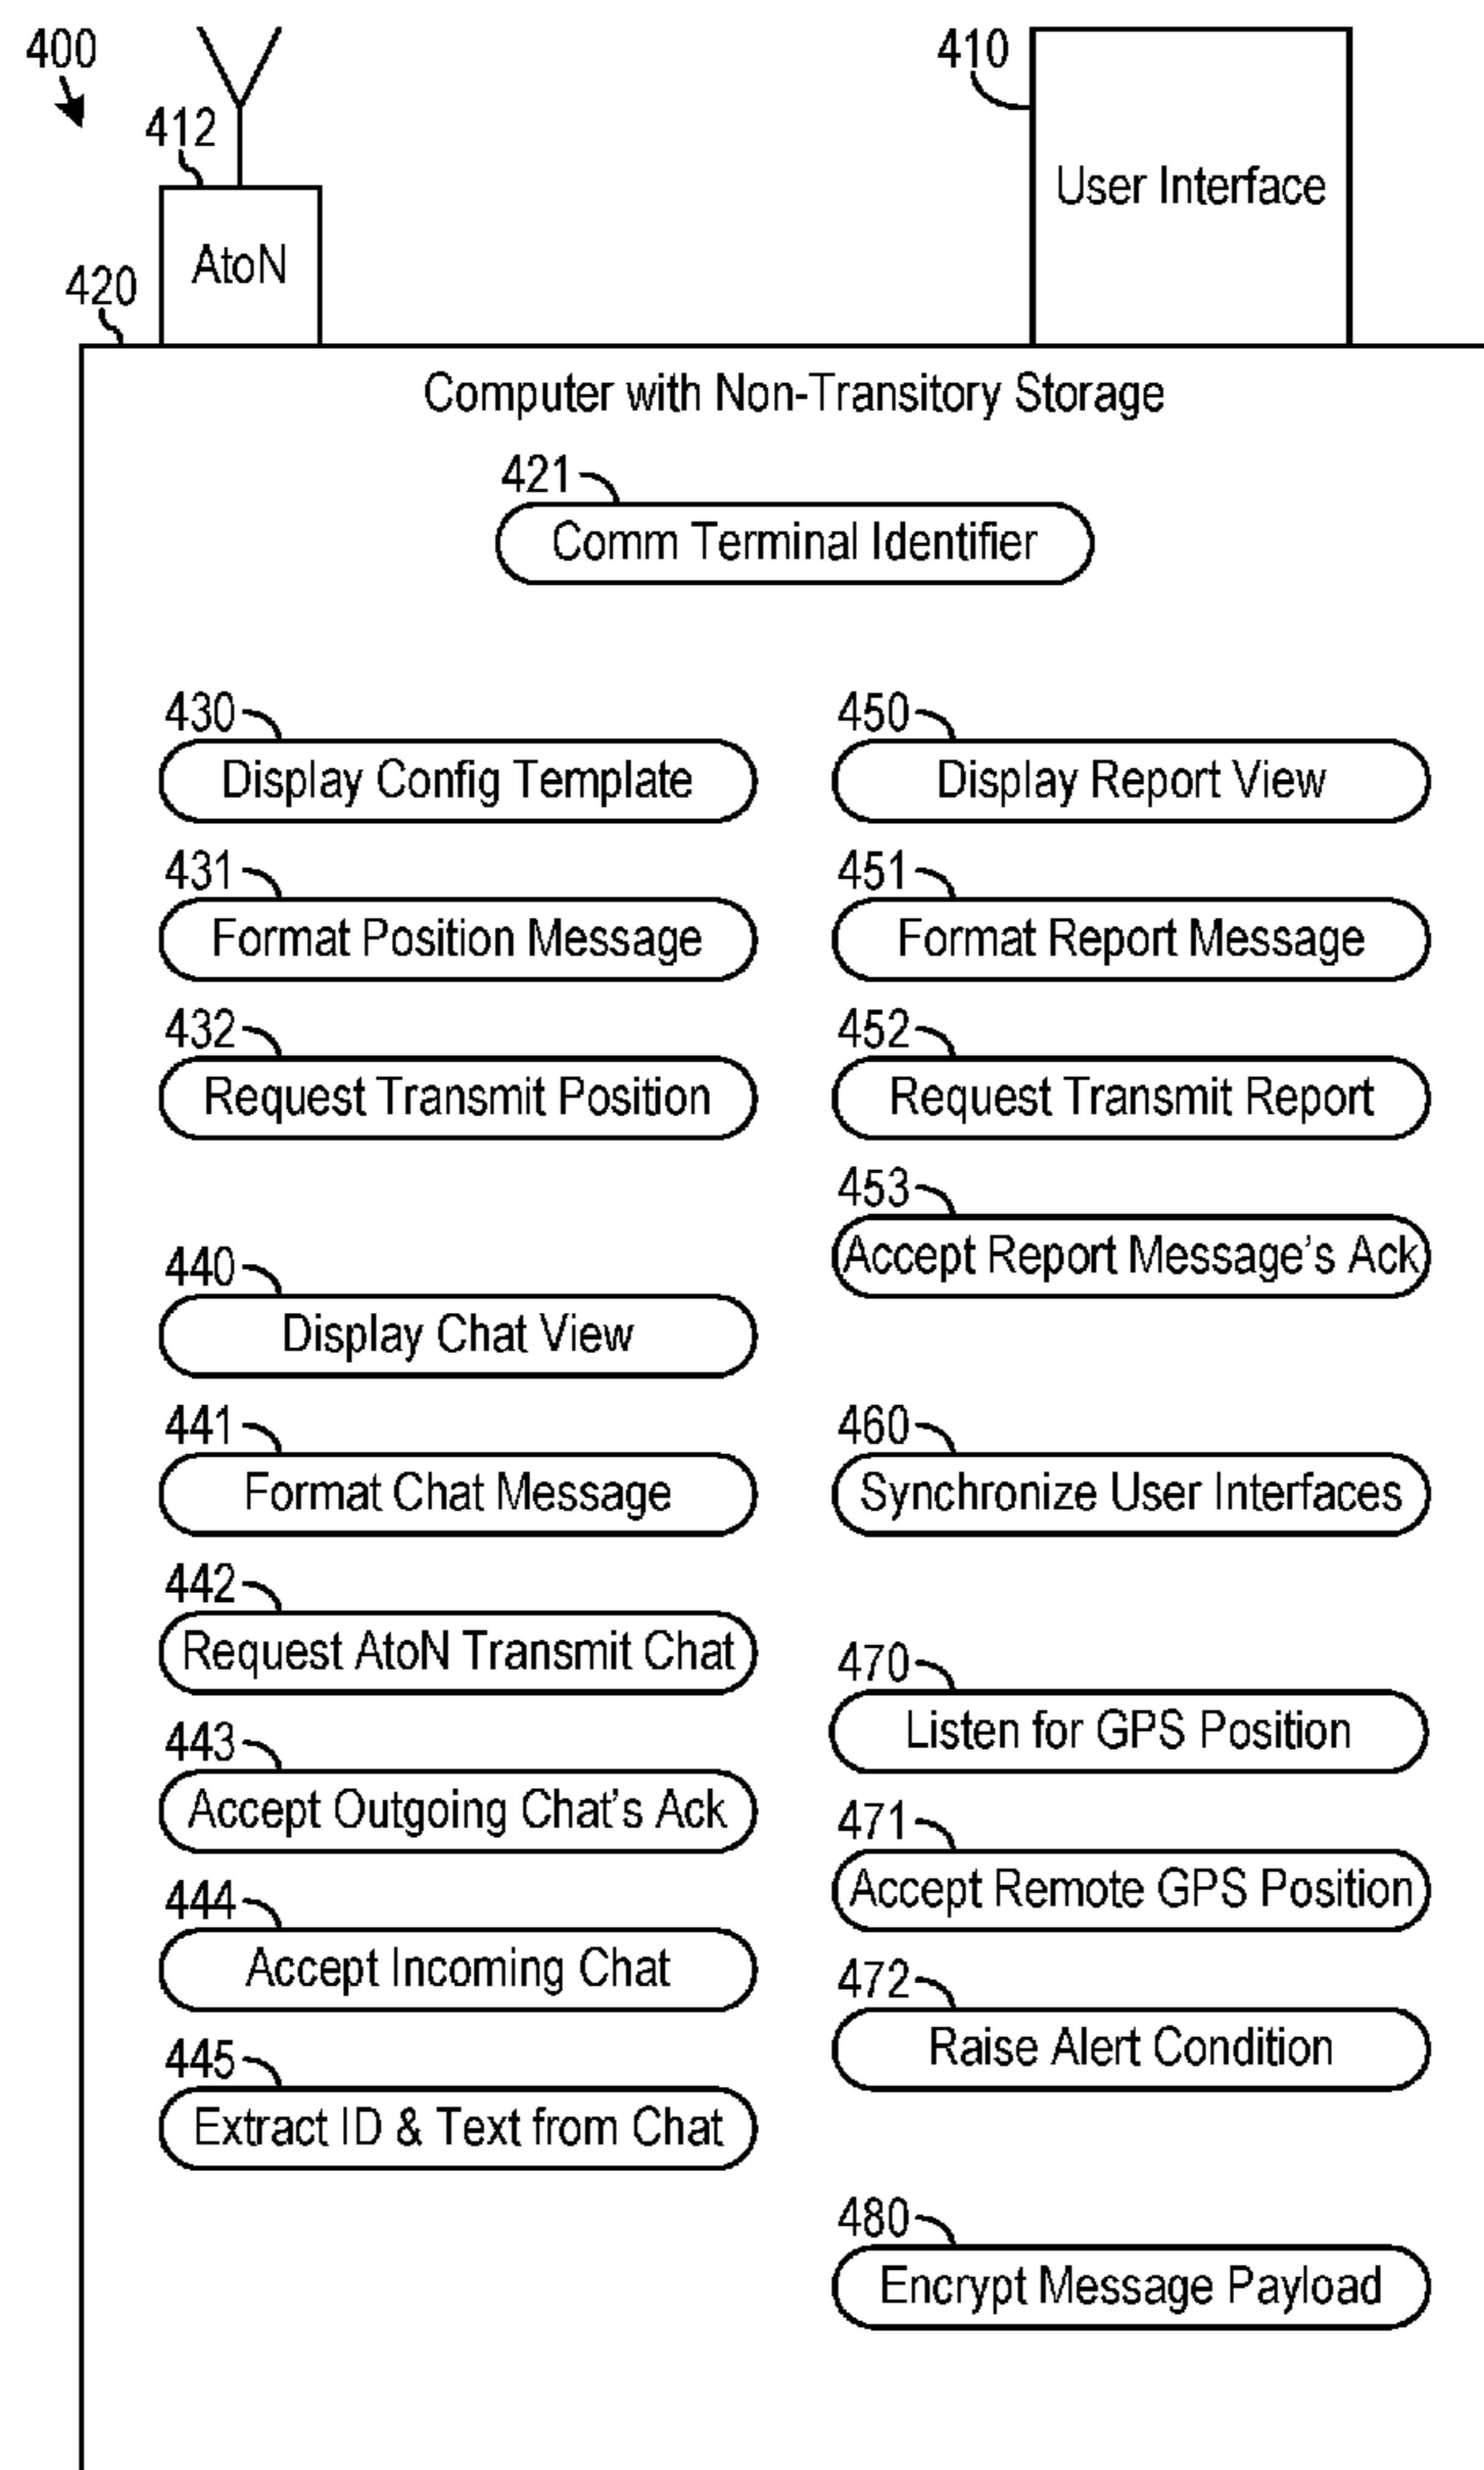 400
412
AtoN
410
User Interface
420
Computer with Non-Transitory Storage
421
Comm Terminal Identifier
430
Display Config Template
431
Format Position Message
432
Request Transmit Position
440
Display Chat View
441
Format Chat Message
442
Request AtoN Transmit Chat
443
Accept Outgoing Chat's Ack
444
Accept Incoming Chat
445
Extract ID & Text from Chat
450
Display Report View
451
Format Report Message
452
Request Transmit Report
453
Accept Report Message's Ack
460
Synchronize User Interfaces
470
Listen for GPS Position
471
Accept Remote GPS Position
472
Raise Alert Condition
480
Encrypt Message Payload